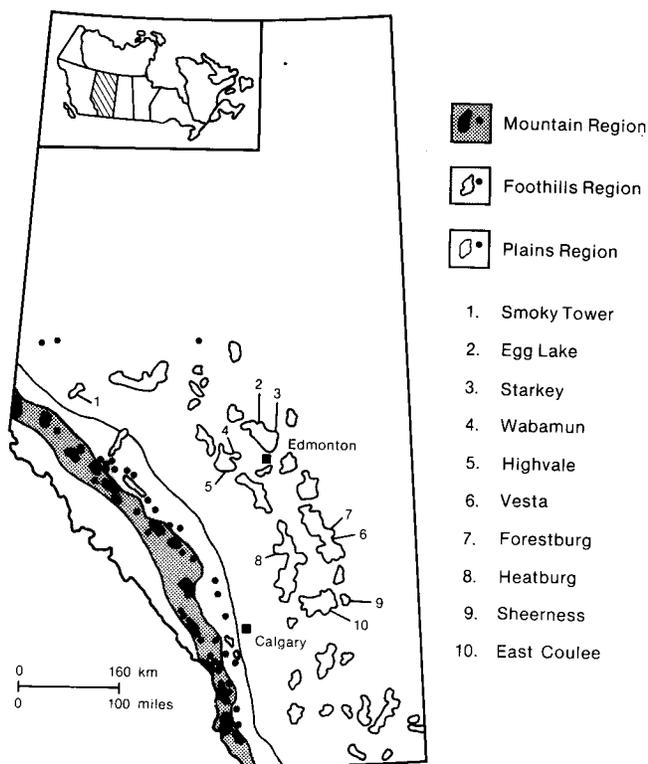 Mountain Region
Foothills Region
Plains Region
1. Smoky Tower
2. Egg Lake
3. Starkey
4. Wabamun
5. Highvale
6. Vesta
7. Forestburg
8. Heatburg
9. Sheerness
10. East Coulee
1
2
3
4
Edmonton
5
7
6
8
9
10
Calgary
0 160 km
0 100 miles